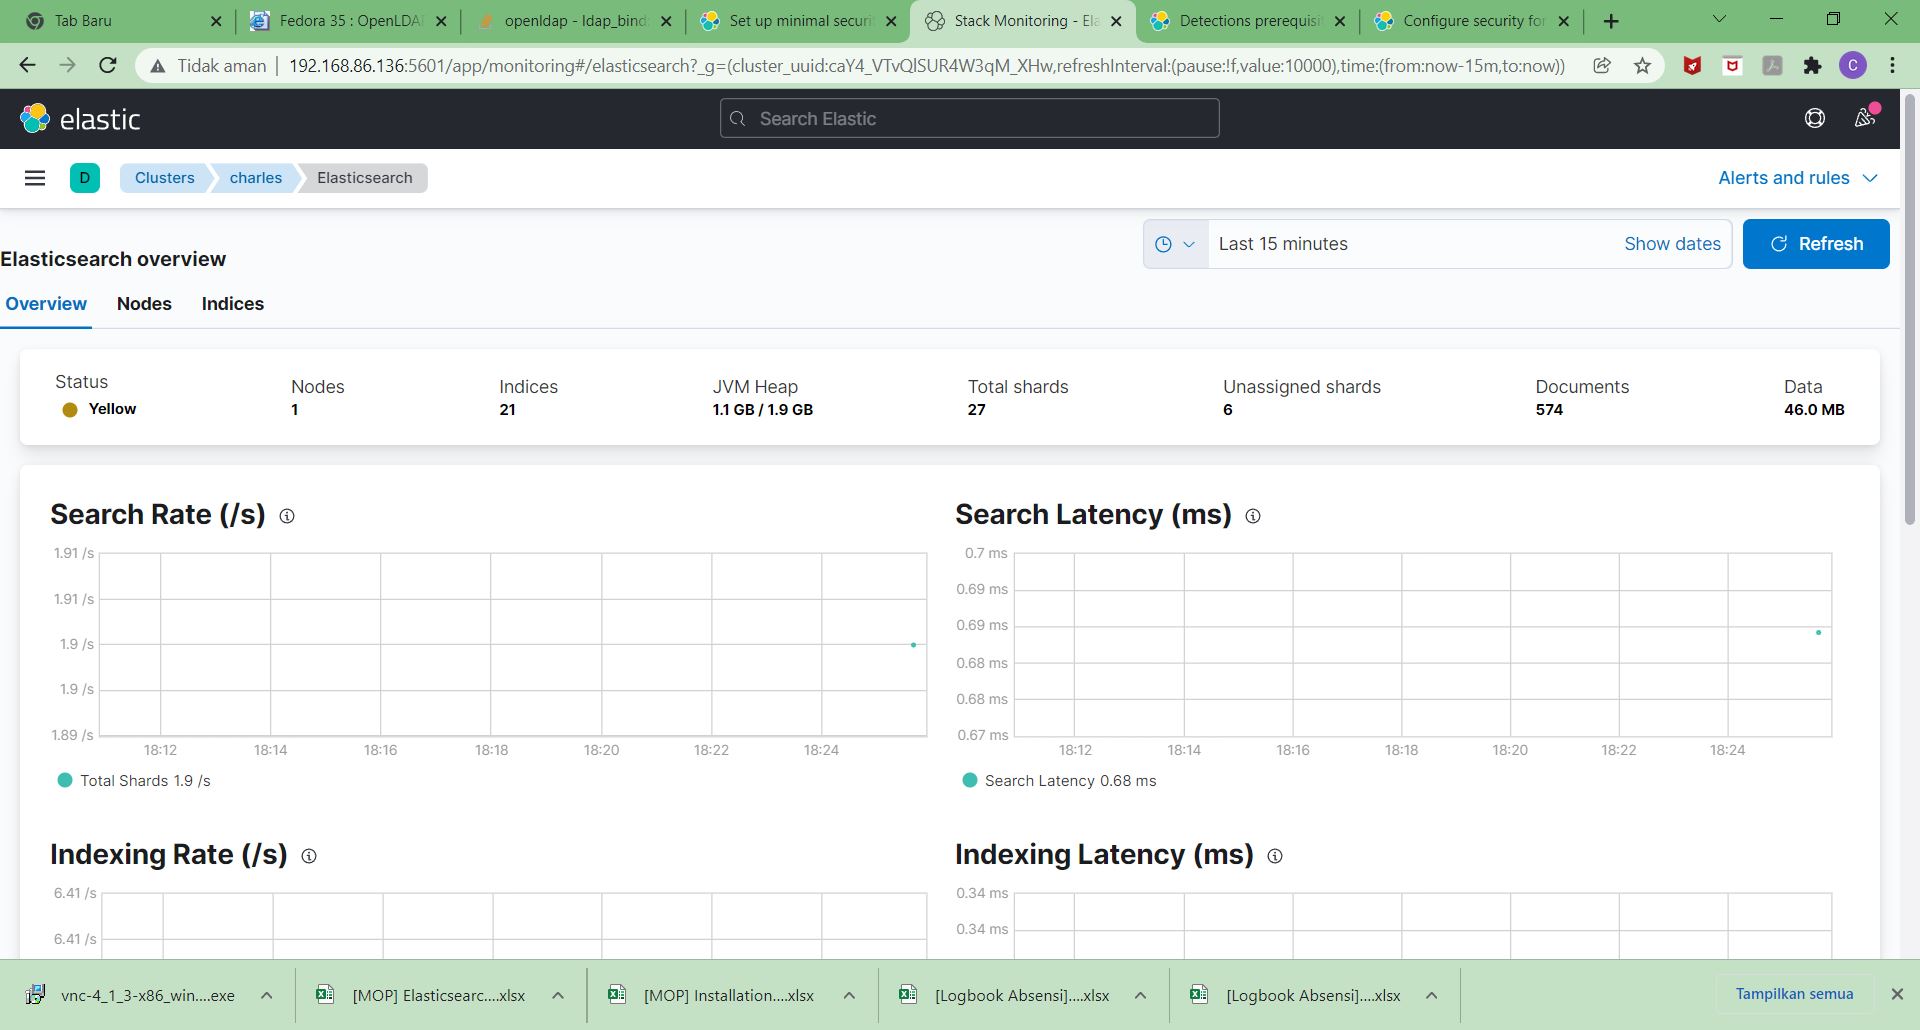 Tab Baru
Fedora 35 : OpenLDAP
openldap - ldap_bind:
Set up minimal securi
Stack Monitoring - Ela
Detections prerequisit
Configure security for
Tidak aman
192.168.86.136:5601/app/monitoring#/elasticsearch?_g=(cluster_uuid:caY4_VTvQlSUR4W3qM_XHw,refreshInterval:(pause:!f,value:10000),time:(from:now-15m,to:now))
C
elastic
Search Elastic
D
Clusters
charles
Elasticsearch
Alerts and rules
Last 15 minutes
Show dates
Refresh
Elasticsearch overview
Overview
Nodes
Indices
Status
Yellow
Nodes
1
Indices
21
JVM Heap
1.1 GB / 1.9 GB
Total shards
27
Unassigned shards
6
Documents
574
Data
46.0 MB
Search Rate (/s)
1.91 /s
1.91 /s
1.9 /s
1.9 /s
1.89 /s
18:12 18:14 18:16 18:18 18:20 18:22 18:24
Total Shards 1.9 /s
Search Latency (ms)
0.7 ms
0.69 ms
0.69 ms
0.68 ms
0.68 ms
0.67 ms
18:12 18:14 18:16 18:18 18:20 18:22 18:24
Search Latency 0.68 ms
Indexing Rate (/s)
6.41 /s
6.41 /s
Indexing Latency (ms)
0.34 ms
0.34 ms
vnc-4_1_3-x86_win....exe
[MOP] Elasticsearc....xlsx
[MOP] Installation....xlsx
[Logbook Absensi]....xlsx
[Logbook Absensi]....xlsx
Tampilkan semua